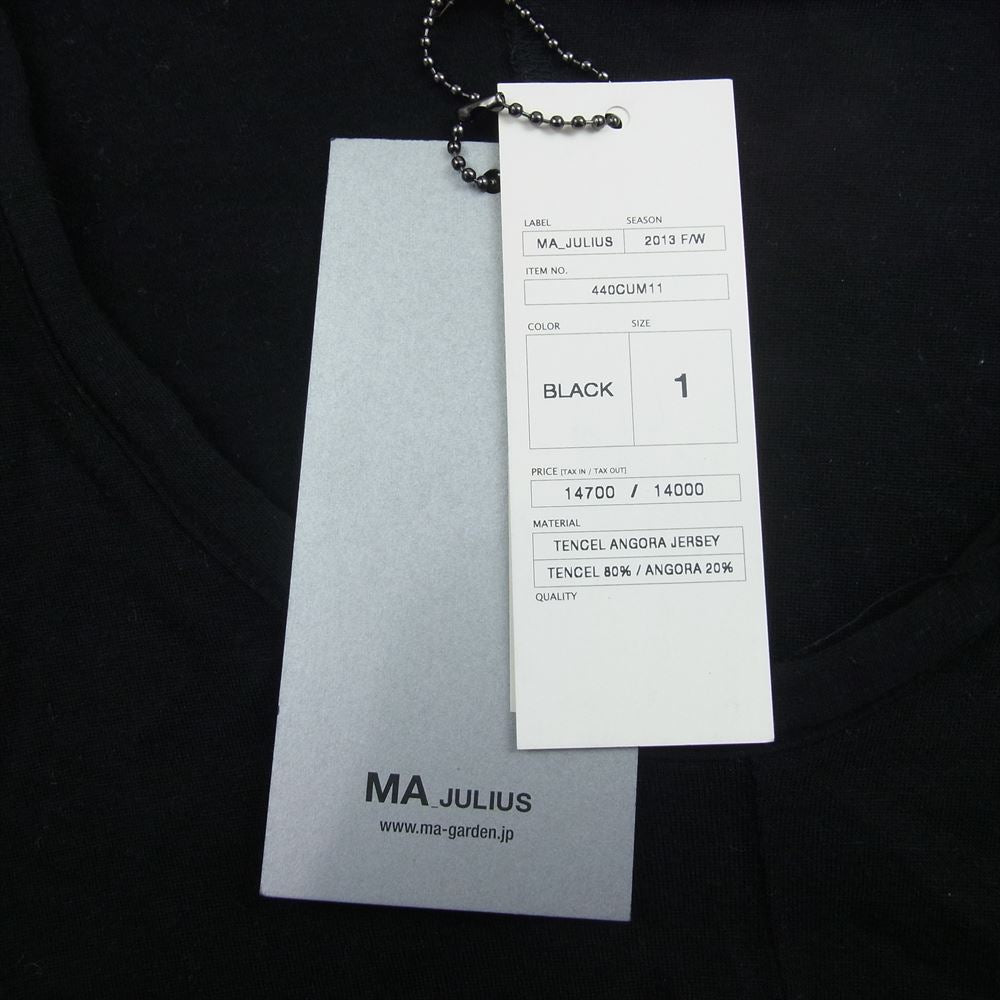 LABEL SEASON
MA_JULIUS 2013 F/W
ITEM NO.
440CUM11
COLOR SIZE
BLACK 1
PRICE [TAX IN / TAX OUT]
14700 / 14000
MATERIAL
TENCEL ANGORA JERSEY
TENCEL 80% / ANGORA 20%
QUALITY
MA_JULIUS
www.ma-garden.jp